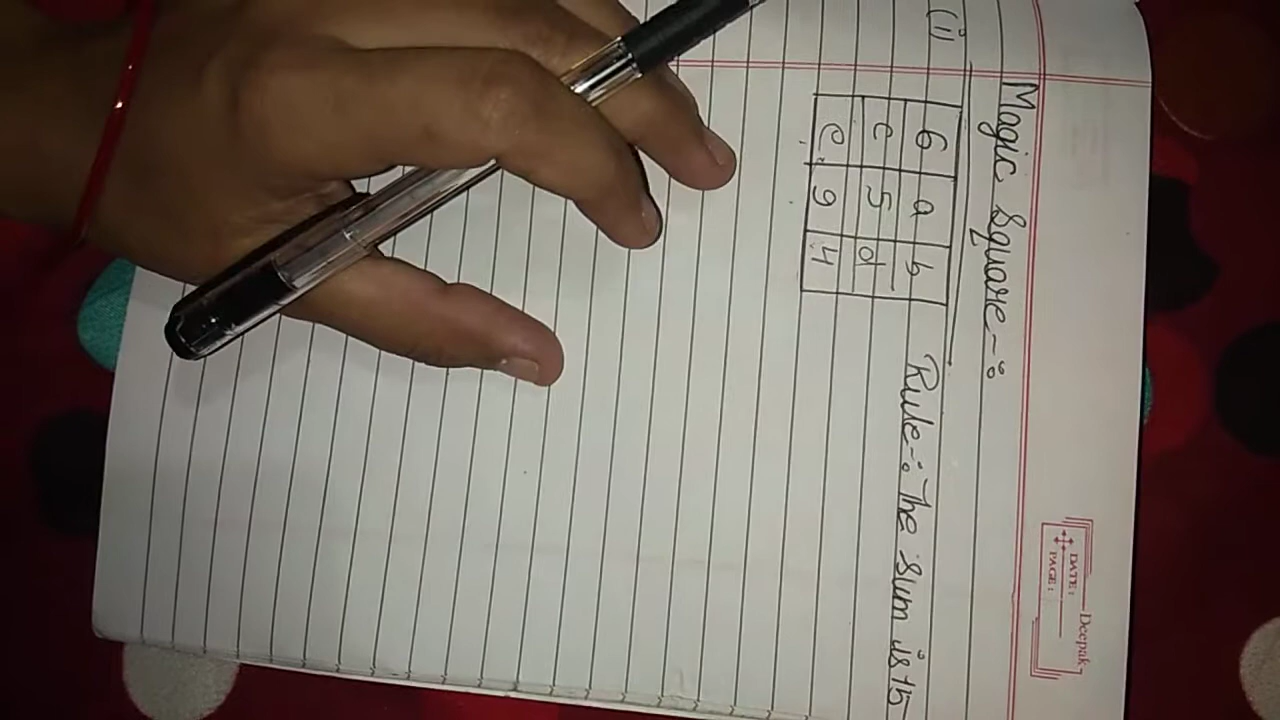 Deepak
DATE:
PAGE:
Magic Square-:
(i)
6 a b
c 5 d
e 9 4
Rule-: The sum is 15